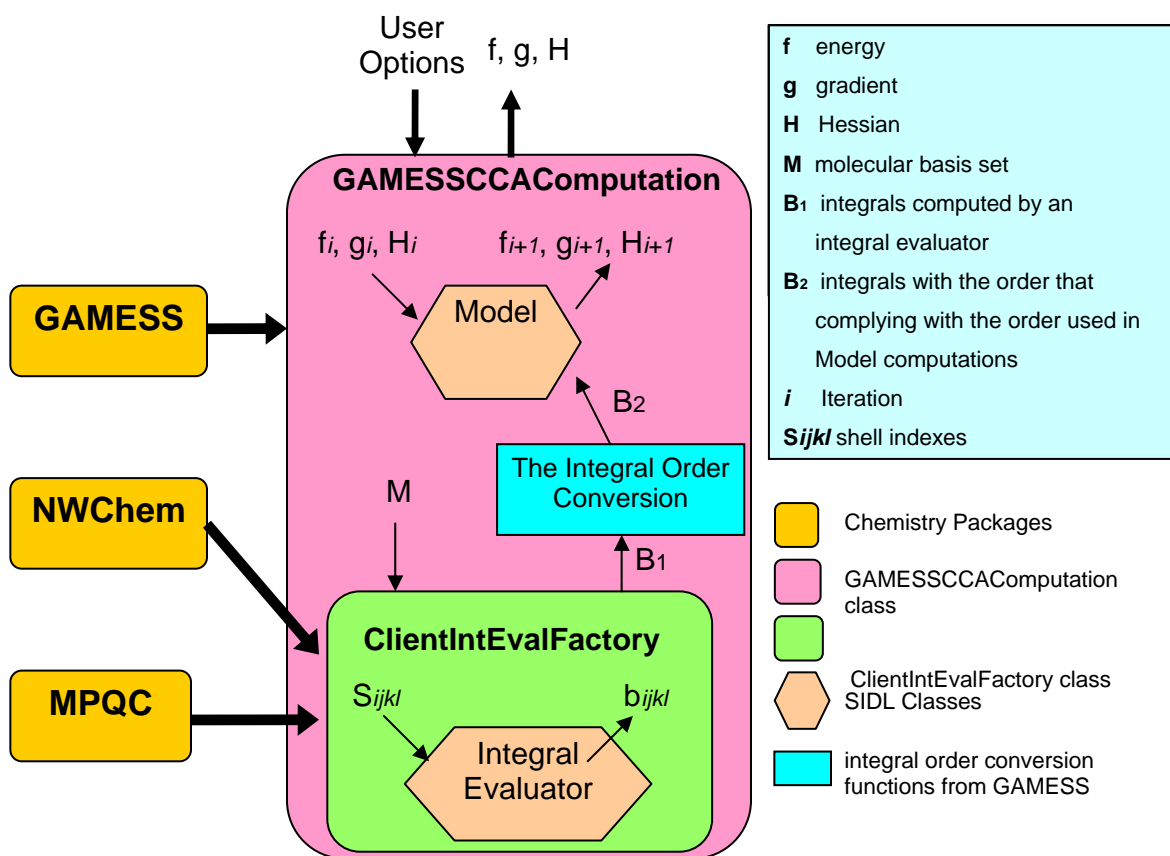 User
Options
f, g, H
GAMESSCCAComputation
fi, gi, Hi
fi+1, gi+1, Hi+1
Model
B2
The Integral Order
Conversion
M
B1
ClientIntEvalFactory
Sijkl
bijkl
Integral
Evaluator
GAMESS
NWChem
MPQC
f energy
g gradient
H Hessian
M molecular basis set
B1 integrals computed by an
integral evaluator
B2 integrals with the order that
complying with the order used in
Model computations
i Iteration
Sijkl shell indexes
Chemistry Packages
GAMESSCCAComputation
class
ClientIntEvalFactory class
SIDL Classes
integral order conversion
functions from GAMESS